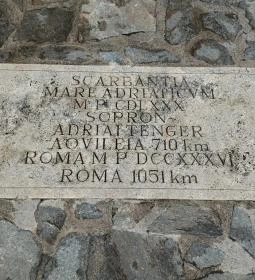 SCARBANTIA
MARE ADRIATICVM
M P CDLXXX
SOPRON
ADRIAI TENGER
AQVILEIA 710 km
ROMA M P DCCXXXVI
ROMA 1051 km